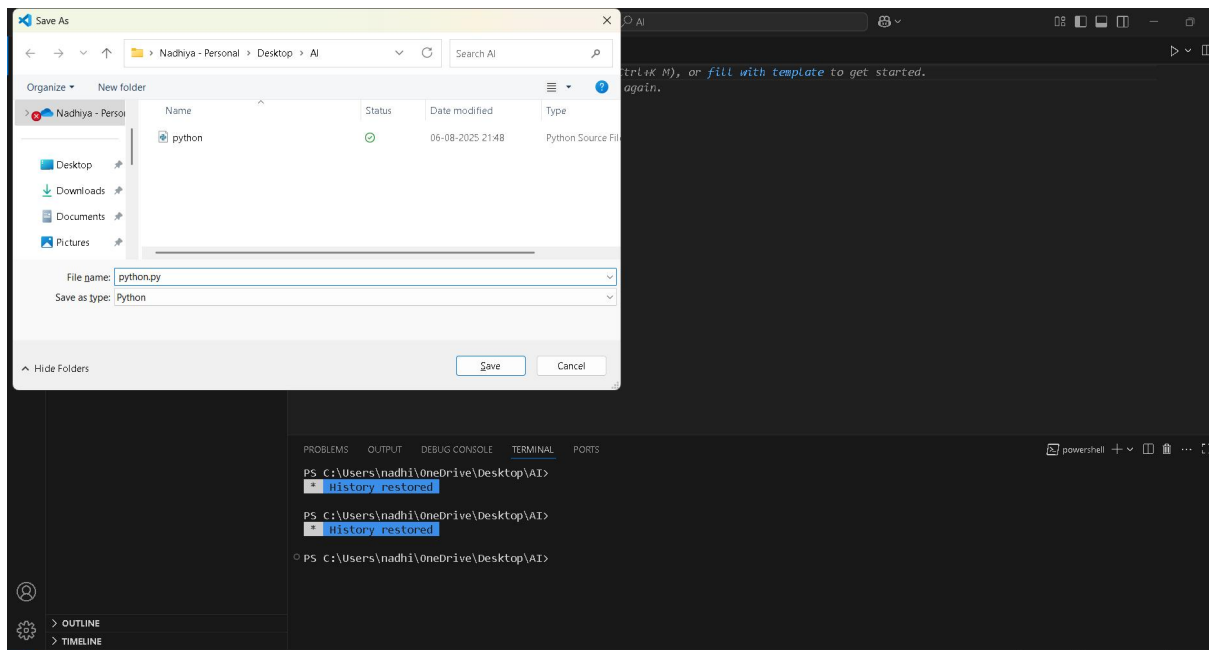 Save As
AI
Nadhiya - Personal > Desktop > AI
Search AI
Organize
New folder
Nadhiya - Person
Name
Status
Date modified
Type
python
06-08-2025 21:48
Python Source Fil
Desktop
Downloads
Documents
Pictures
File name: python.py
Save as type: Python
Hide Folders
Save
Cancel
Ctrl+K M), or fill with template to get started.
again.
PROBLEMS OUTPUT DEBUG CONSOLE TERMINAL PORTS
powershell
PS C:\Users\nadhi\OneDrive\Desktop\AI>
* History restored
PS C:\Users\nadhi\OneDrive\Desktop\AI>
* History restored
PS C:\Users\nadhi\OneDrive\Desktop\AI>
OUTLINE
TIMELINE